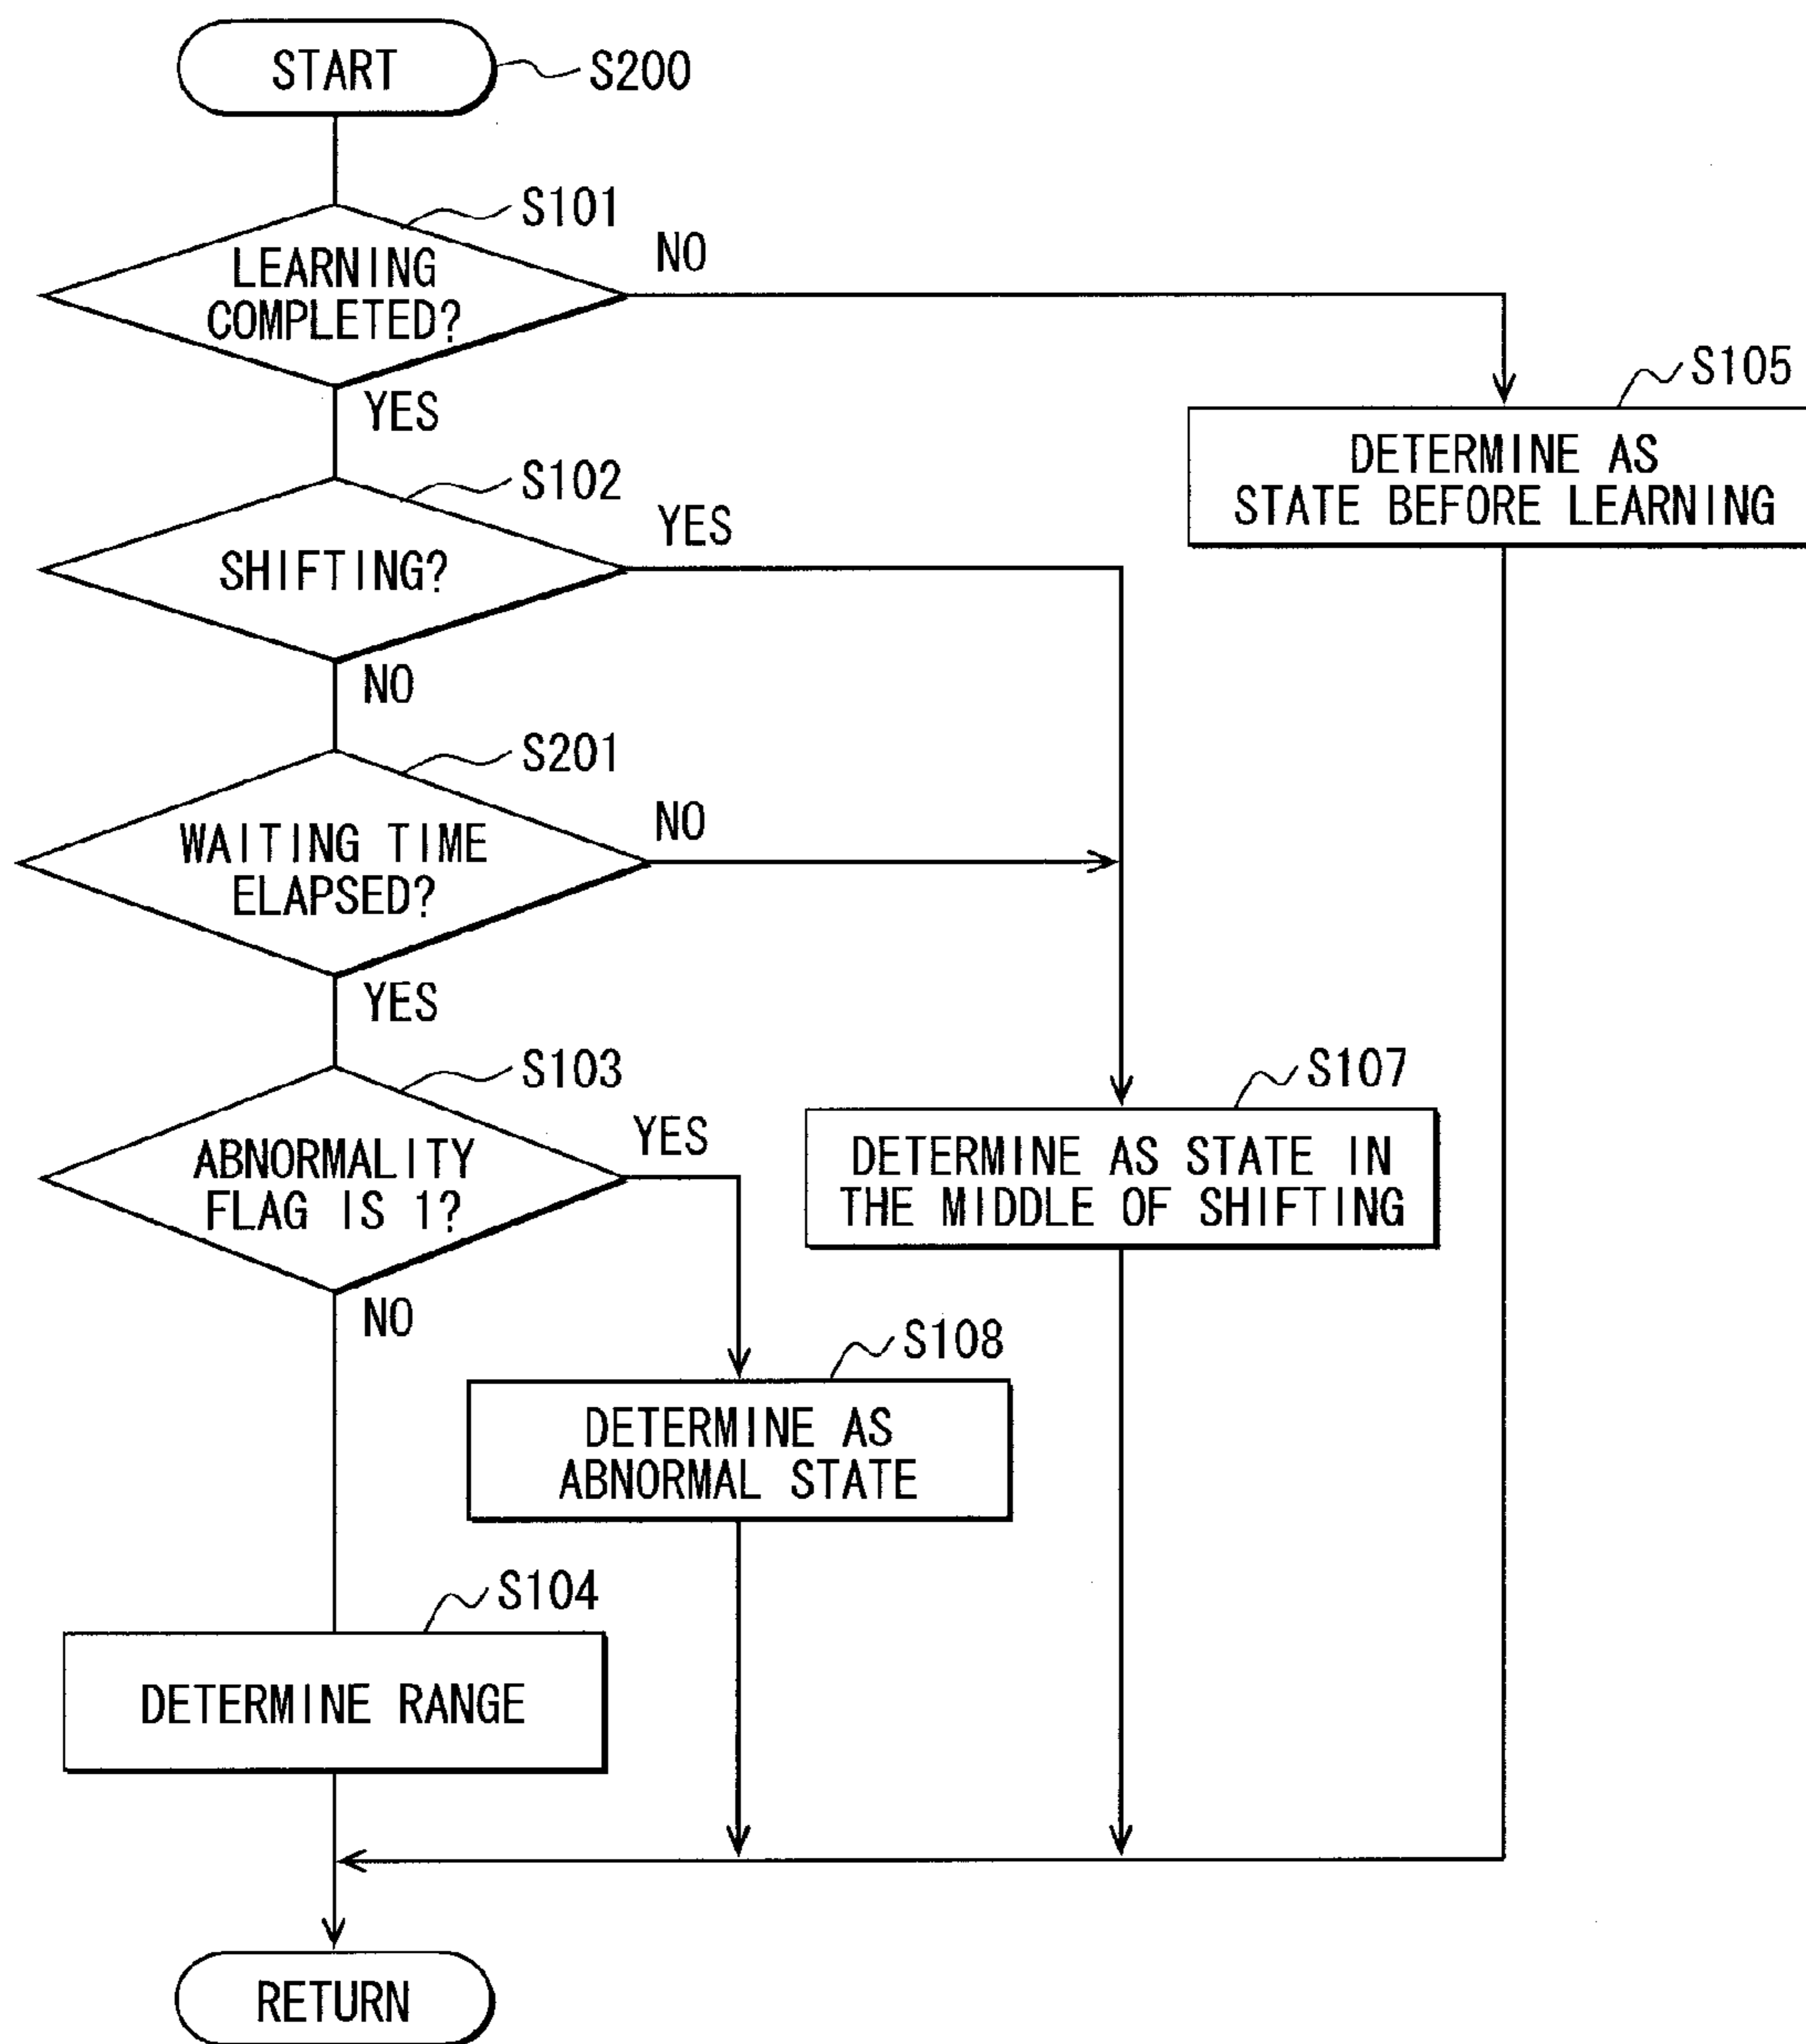 START
S200
S101
LEARNING
COMPLETED?
NO
YES
S105
DETERMINE AS
STATE BEFORE LEARNING
S102
SHIFTING?
YES
NO
S201
WAITING TIME
ELAPSED?
NO
YES
S103
ABNORMALITY
FLAG IS 1?
YES
NO
S107
DETERMINE AS STATE IN
THE MIDDLE OF SHIFTING
S108
DETERMINE AS
ABNORMAL STATE
S104
DETERMINE RANGE
RETURN